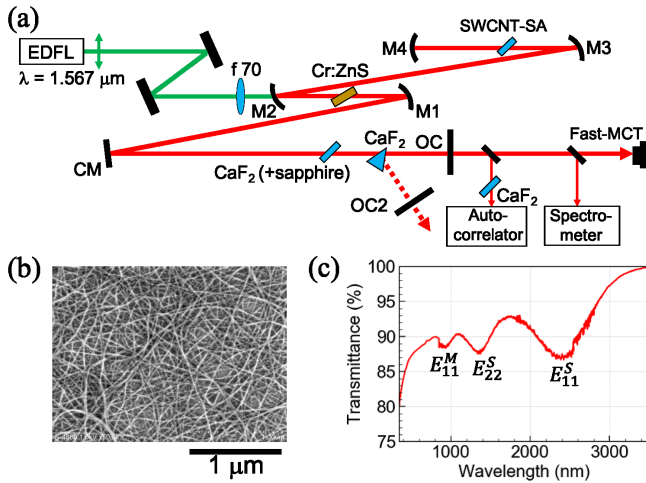 (a)
EDFL
λ = 1.567 µm
f 70
M2
Cr:ZnS
M1
M4
SWCNT-SA
M3
CM
CaF₂ (+sapphire)
CaF₂
OC
OC2
Fast-MCT
CaF₂
Auto-
correlator
Spectro-
meter
(b)
1 µm
(c)
Transmittance (%)
100
95
90
85
80
75
E₁₁ᴹ
E₂₂ˢ
E₁₁ˢ
1000
2000
3000
Wavelength (nm)